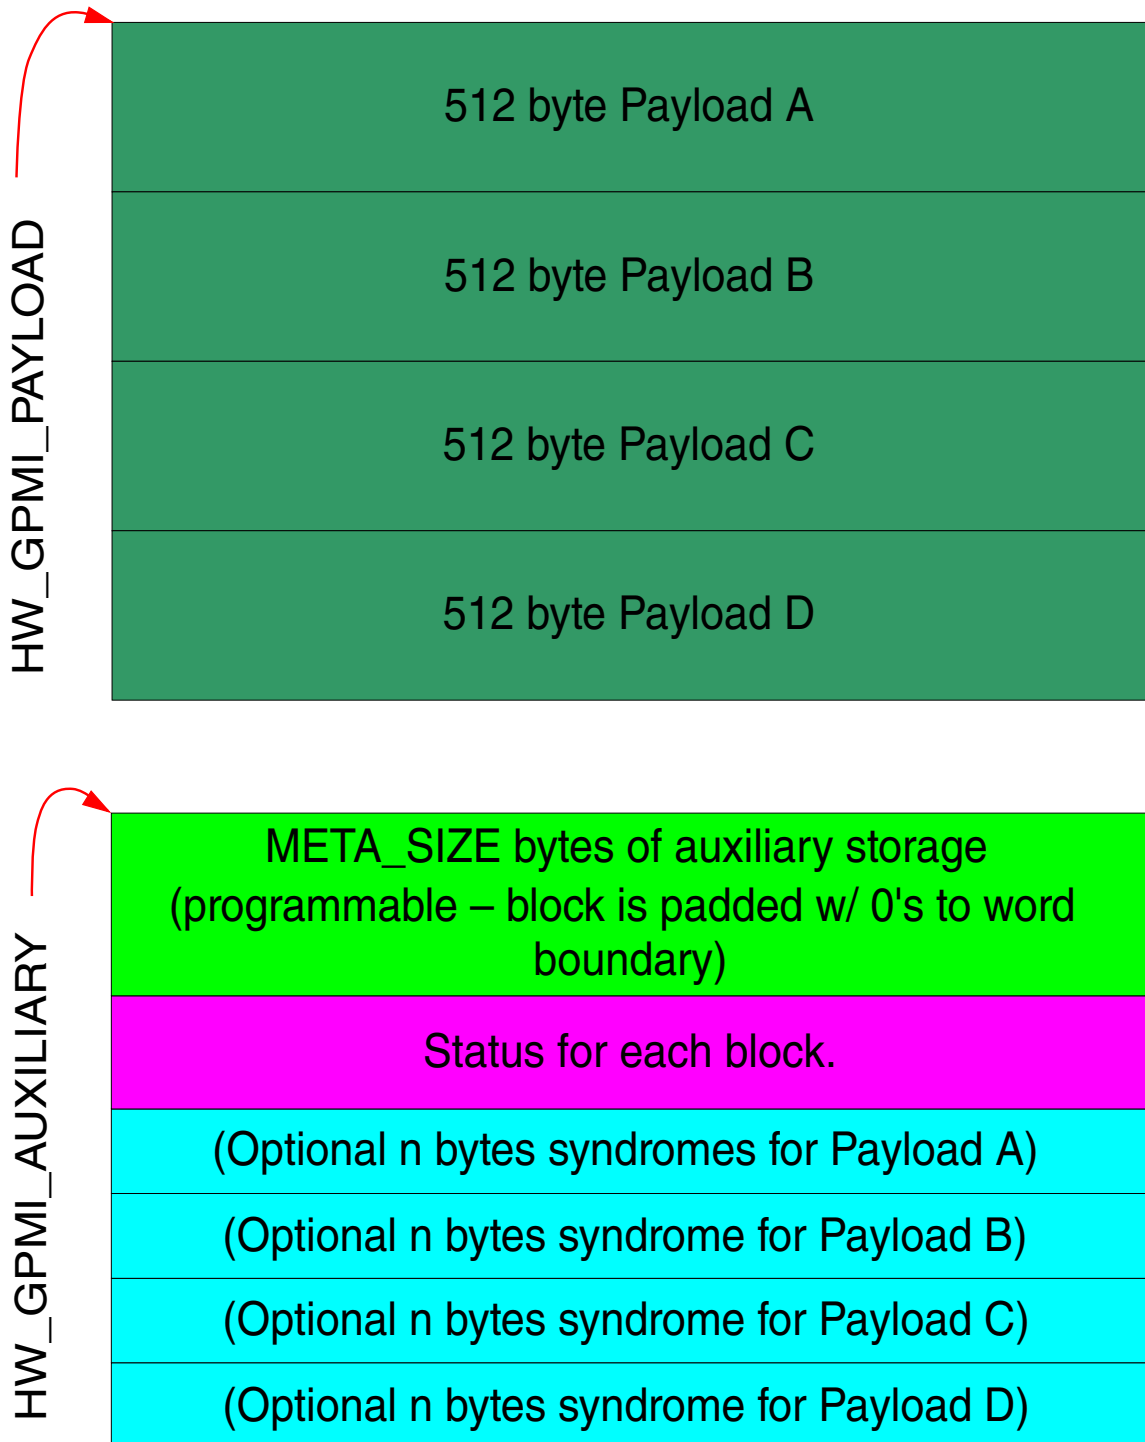 HW_GPMI_PAYLOAD
512 byte Payload A
512 byte Payload B
512 byte Payload C
512 byte Payload D
HW_GPMI_AUXILIARY
META_SIZE bytes of auxiliary storage
(programmable – block is padded w/ 0's to word
boundary)
Status for each block.
(Optional n bytes syndromes for Payload A)
(Optional n bytes syndrome for Payload B)
(Optional n bytes syndrome for Payload C)
(Optional n bytes syndrome for Payload D)